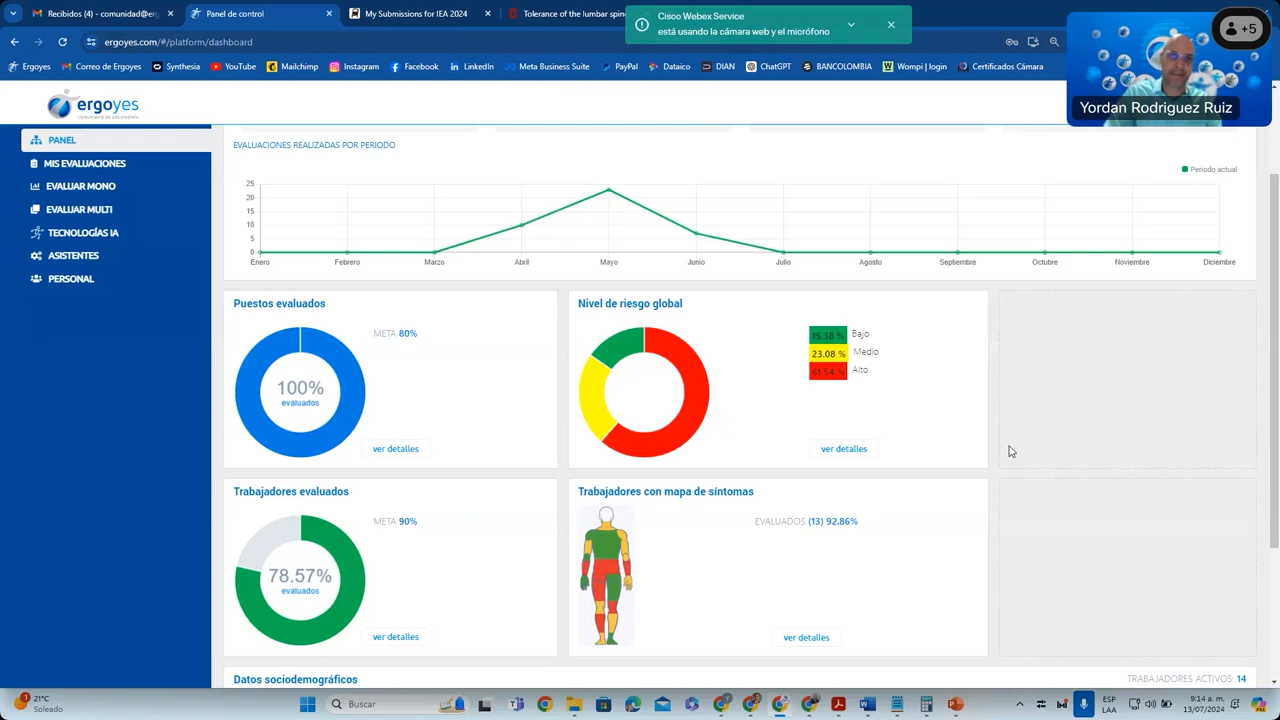 Recibidos (4) - comunidad@er
Panel de control
My Submissions for IEA 2024
Tolerance of the lumbar spin
Cisco Webex Service
está usando la cámara web y el micrófono
+5
ergoyes.com/#/platform/dashboard
Ergoyes
Correo de Ergoyes
Synthesia
YouTube
Mailchimp
Instagram
Facebook
LinkedIn
Meta Business Suite
PayPal
Dataico
DIAN
ChatGPT
BANCOLOMBIA
Wompi | login
Certificados Cámara
Yordan Rodriguez Ruiz
ergoyes
COMUNIDAD DE ERGONOMÍA
PANEL
MIS EVALUACIONES
EVALUAR MONO
EVALUAR MULTI
TECNOLOGÍAS IA
ASISTENTES
PERSONAL
EVALUACIONES REALIZADAS POR PERIODO
Periodo actual
25
20
15
10
5
0
Enero
Febrero
Marzo
Abril
Mayo
Junio
Julio
Agosto
Septiembre
Octubre
Noviembre
Diciembre
Puestos evaluados
META 80%
100%
evaluados
ver detalles
Nivel de riesgo global
15.38 % Bajo
23.08 % Medio
61.54 % Alto
ver detalles
Trabajadores evaluados
META 90%
78.57%
evaluados
ver detalles
Trabajadores con mapa de síntomas
EVALUADOS (13) 92.86%
ver detalles
Datos sociodemográficos
TRABAJADORES ACTIVOS: 14
1
21°C
Soleado
Buscar
ESP
LAA
9:14 a. m.
13/07/2024